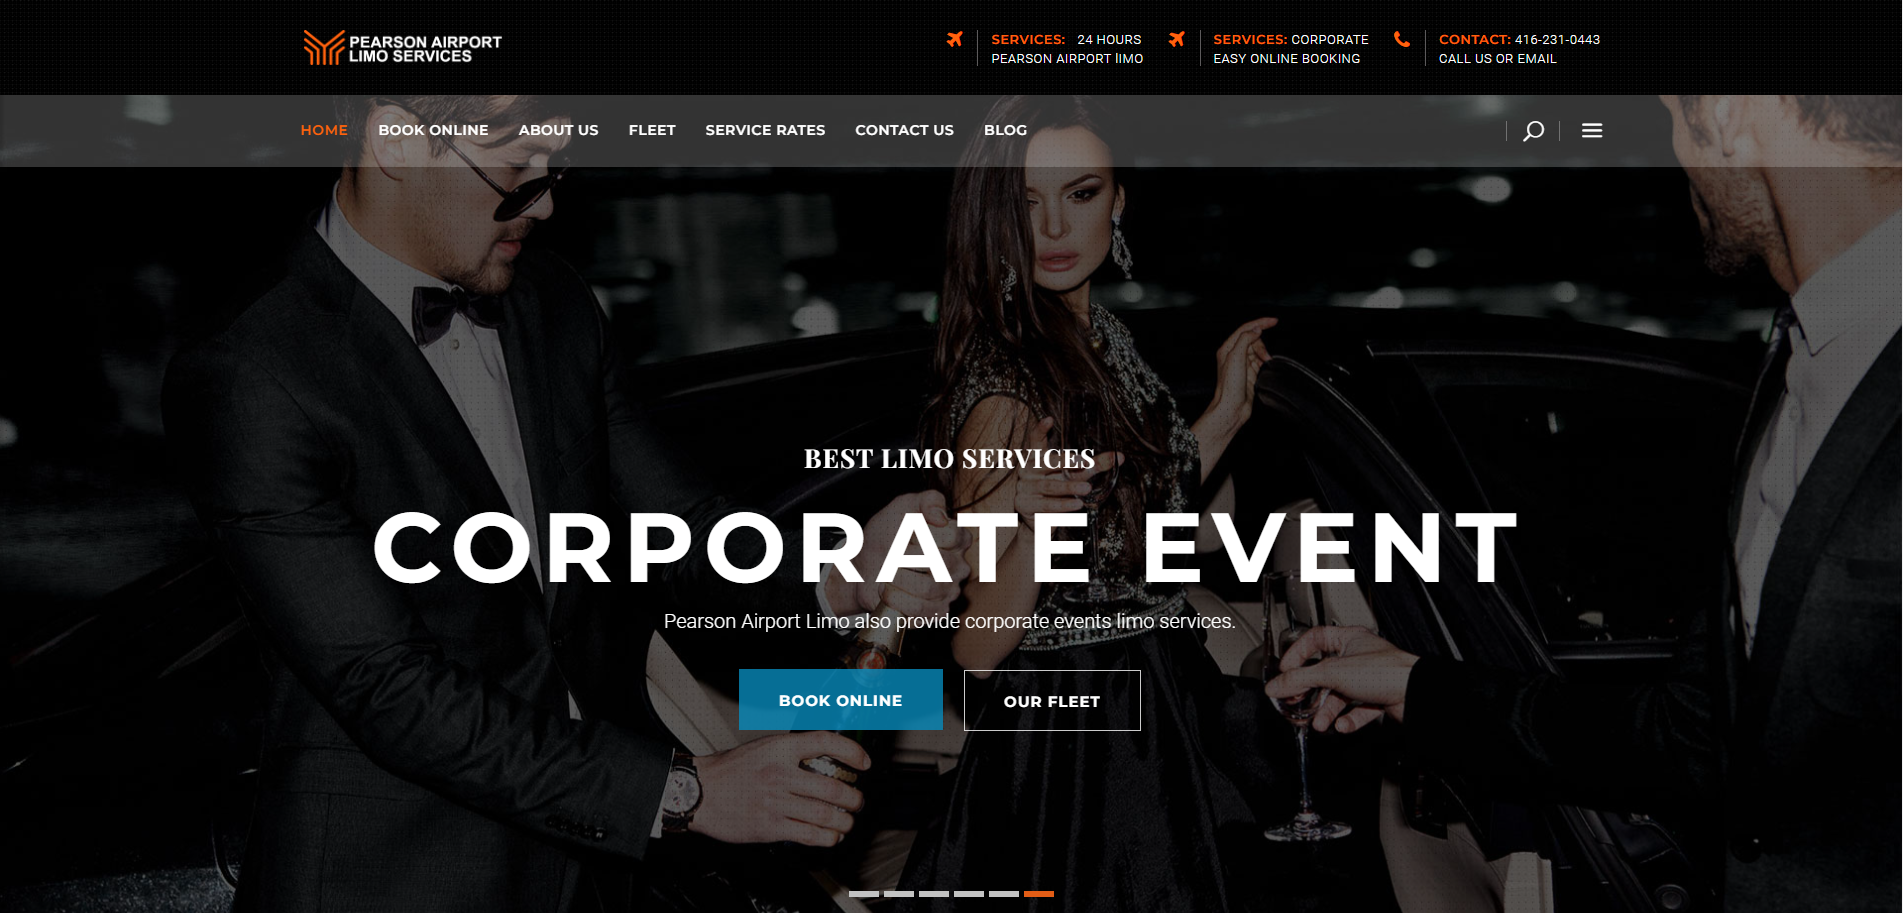 PEARSON AIRPORT
LIMO SERVICES
SERVICES: 24 HOURS
PEARSON AIRPORT lIMO
SERVICES: CORPORATE
EASY ONLINE BOOKING
CONTACT: 416-231-0443
CALL US OR EMAIL
HOME BOOK ONLINE ABOUT US FLEET SERVICE RATES CONTACT US BLOG
BEST LIMO SERVICES
CORPORATE EVENT
Pearson Airport Limo also provide corporate events limo services.
BOOK ONLINE OUR FLEET